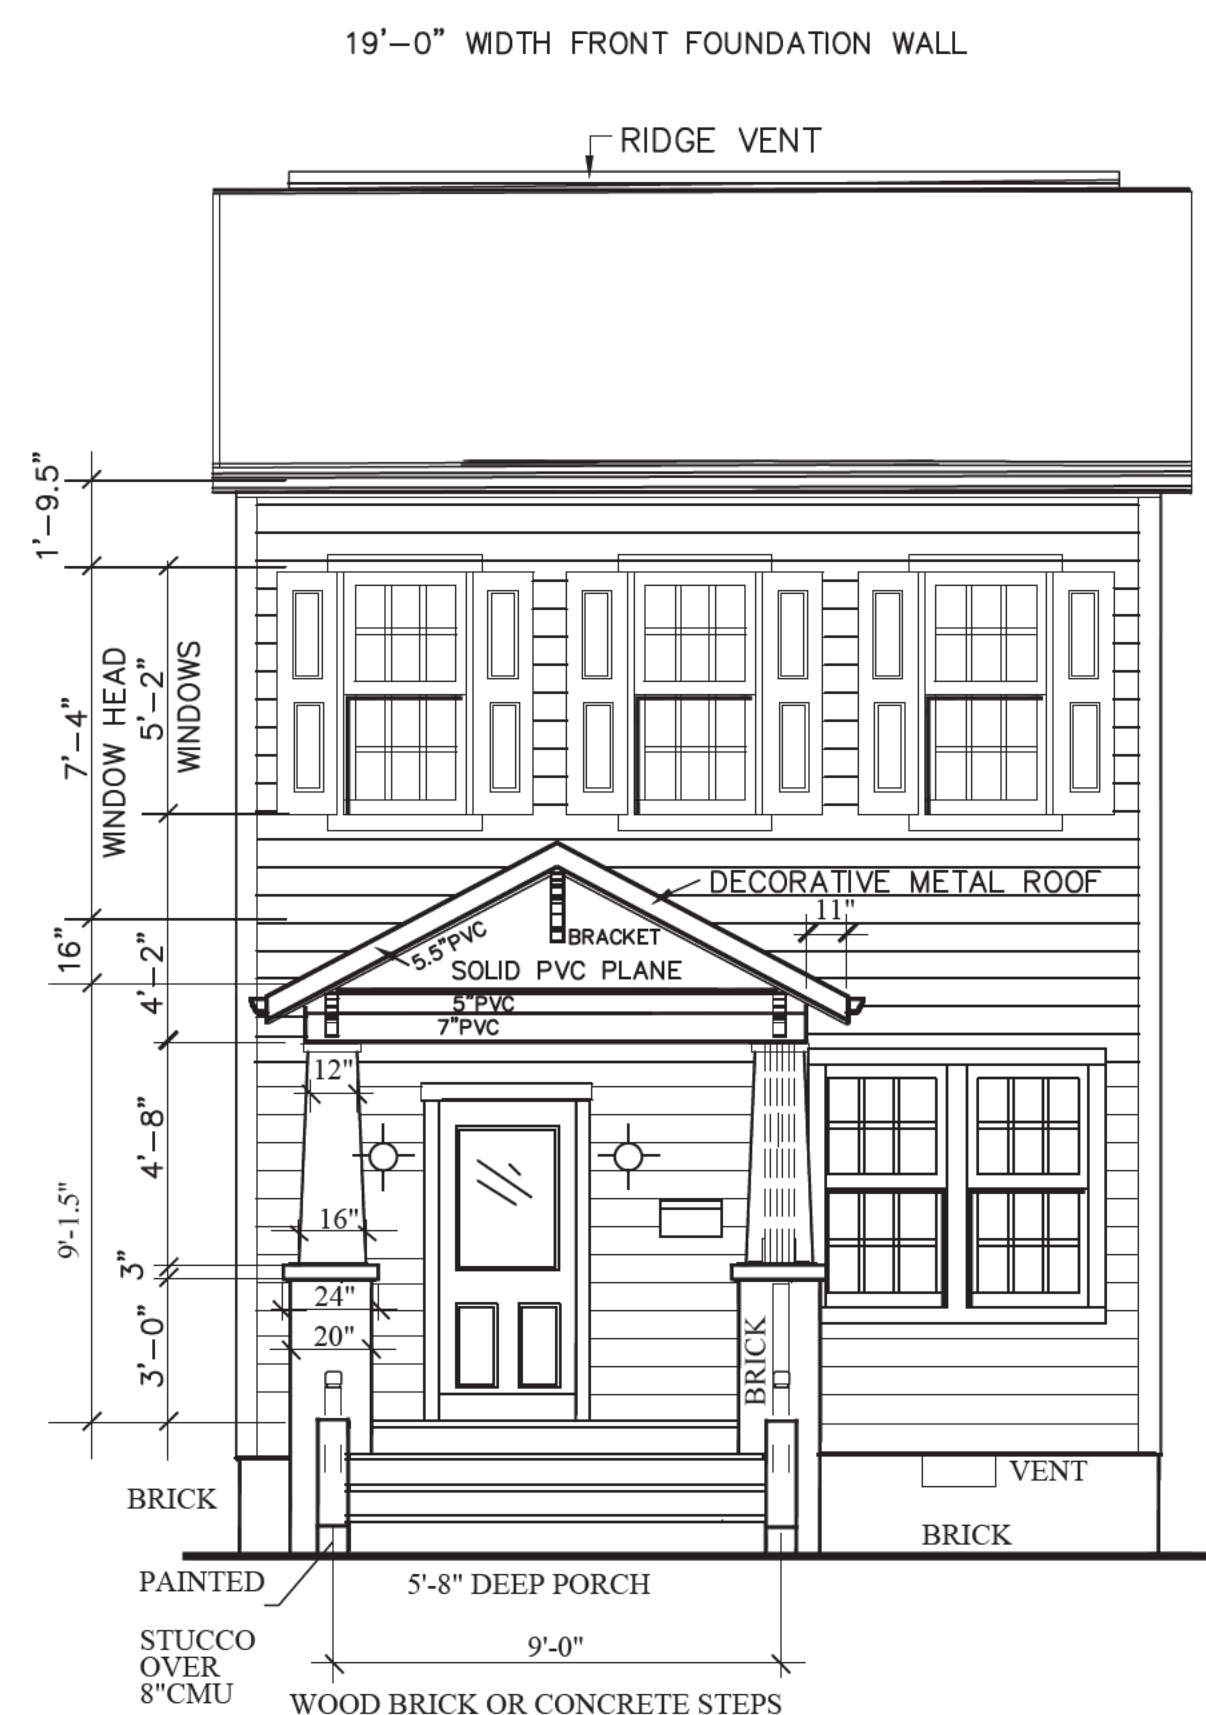 19'-0" WIDTH FRONT FOUNDATION WALL
RIDGE VENT
1'-9.5"
7'-4"
WINDOW HEAD
5'-2"
WINDOWS
DECORATIVE METAL ROOF
11"
16"
4'-2"
5.5"PVC
BRACKET
SOLID PVC PLANE
5"PVC
7"PVC
12"
4'-8"
9'-1.5"
16"
3"
24"
20"
3'-0"
BRICK
BRICK
VENT
BRICK
PAINTED
STUCCO
OVER
8"CMU
5'-8" DEEP PORCH
9'-0"
WOOD BRICK OR CONCRETE STEPS